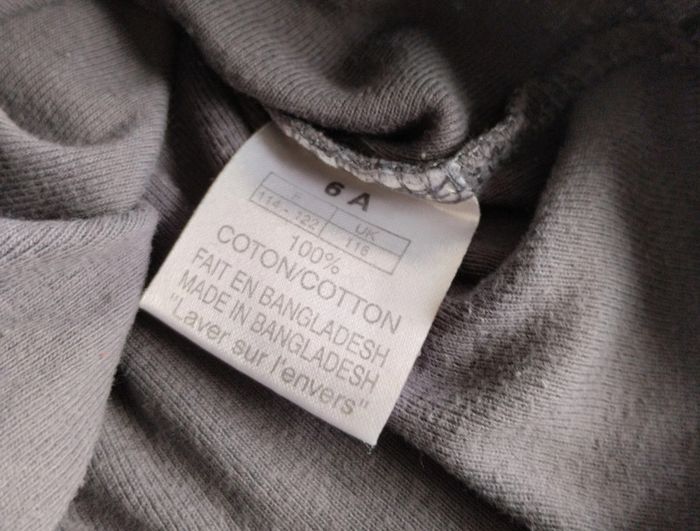 6 A
F UK
114 - 122 116
100%
COTON/COTTON
FAIT EN BANGLADESH
MADE IN BANGLADESH
"Laver sur l'envers"